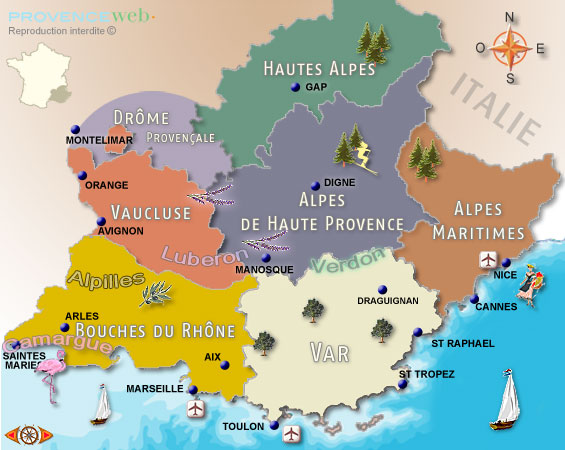 PROVENCEWEB
Reproduction interdite ©
N
O
E
S
ITALIE
HAUTES ALPES
GAP
DRÔME
PROVENÇALE
MONTELIMAR
ORANGE
VAUCLUSE
AVIGNON
DIGNE
ALPES
DE HAUTE PROVENCE
ALPES
MARITIMES
Luberon
MANOSQUE
Verdon
NICE
CANNES
Alpilles
ARLES
BOUCHES DU RHÔNE
Camargue
SAINTES
MARIES
AIX
DRAGUIGNAN
VAR
ST RAPHAEL
ST TROPEZ
MARSEILLE
TOULON